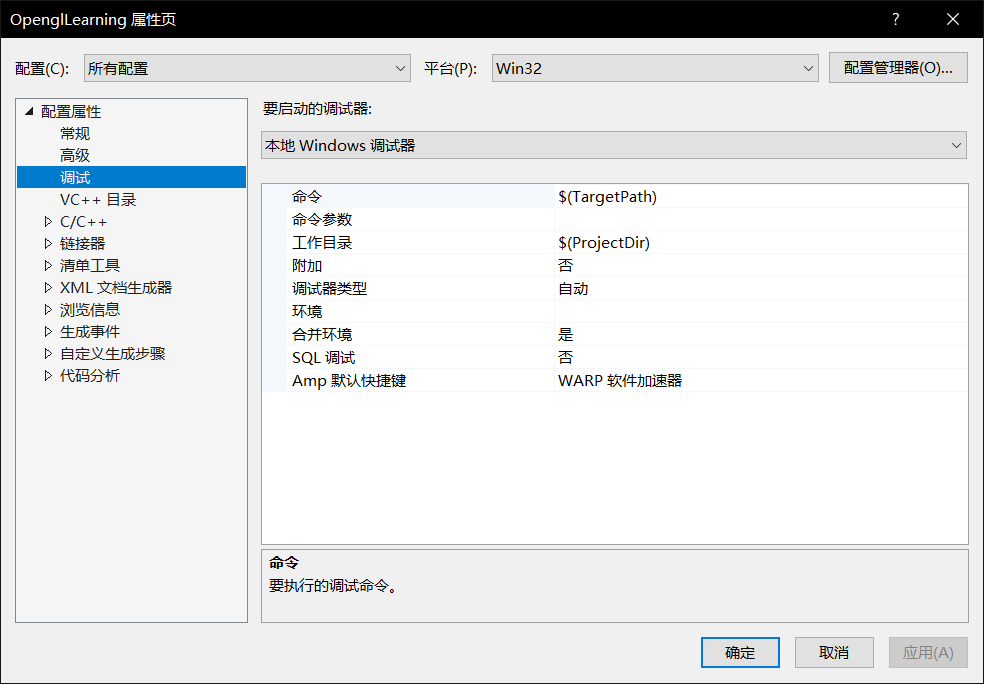 OpenglLearning 属性页
?
配置(C): 所有配置 平台(P): Win32 配置管理器(O)...
配置属性
常规
高级
调试
VC++ 目录
C/C++
链接器
清单工具
XML 文档生成器
浏览信息
生成事件
自定义生成步骤
代码分析
要启动的调试器:
本地 Windows 调试器
命令 $(TargetPath)
命令参数
工作目录 $(ProjectDir)
附加 否
调试器类型 自动
环境
合并环境 是
SQL 调试 否
Amp 默认快捷键 WARP 软件加速器
命令
要执行的调试命令。
确定 取消 应用(A)